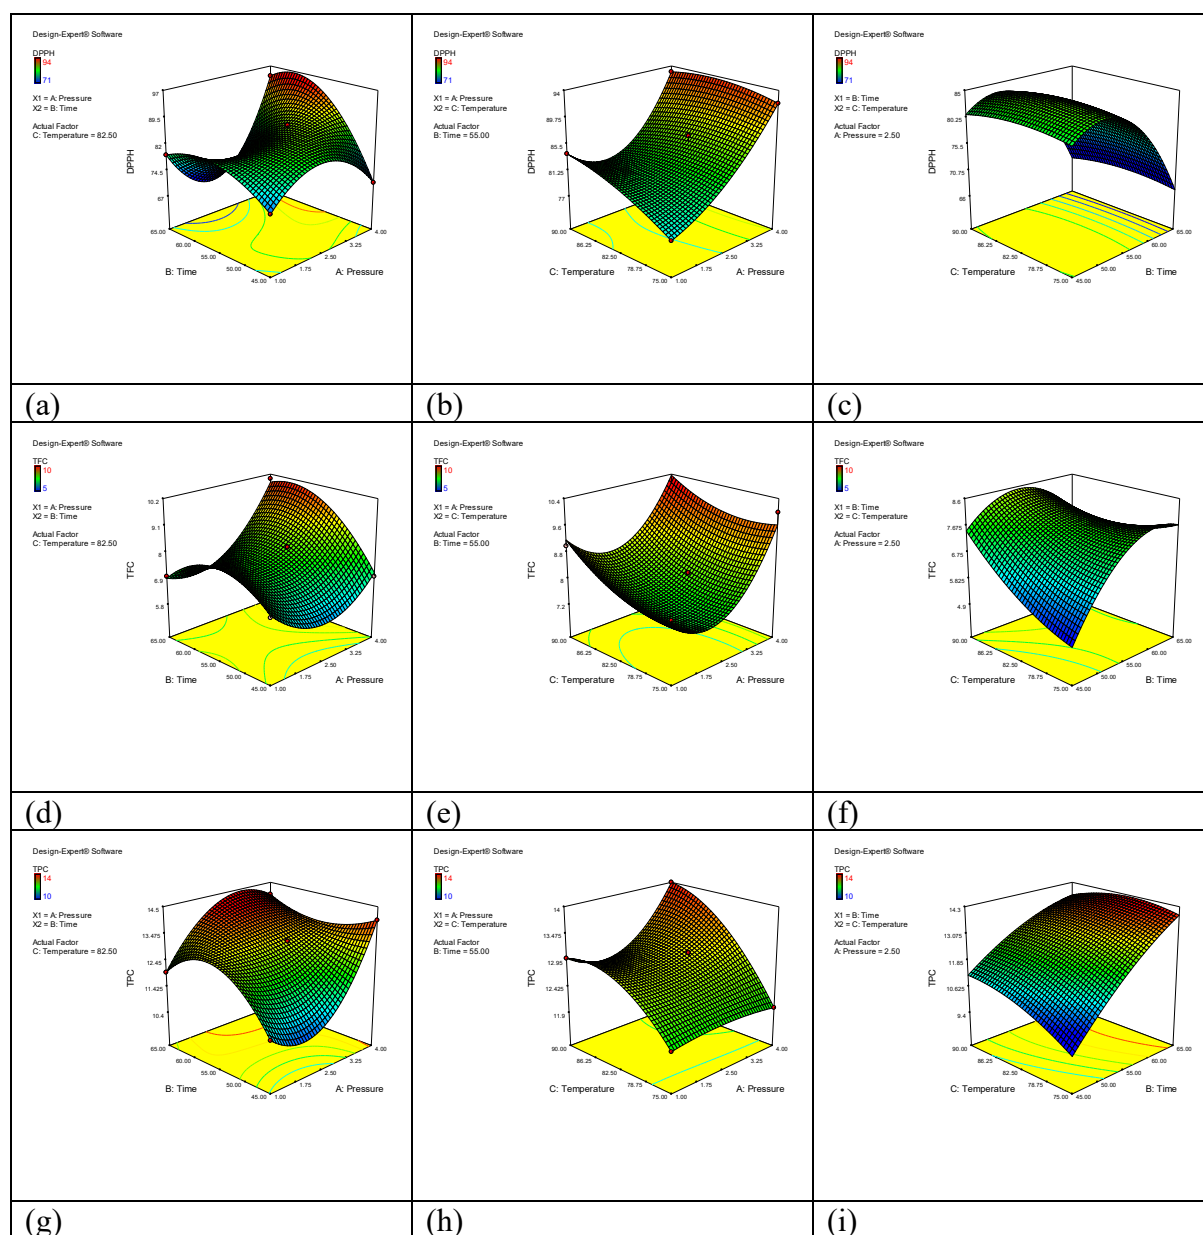 Design-Expert® Software
DPPH
94
71
X1 = A: Pressure
X2 = B: Time
Actual Factor
C: Temperature = 82.50
97
89.5
82
74.5
67
DPPH
65.00
60.00
55.00
50.00
45.00
1.00
1.75
2.50
3.25
4.00
B: Time
A: Pressure
(a)
Design-Expert® Software
DPPH
94
71
X1 = A: Pressure
X2 = C: Temperature
Actual Factor
B: Time = 55.00
94
89.75
85.5
81.25
77
DPPH
90.00
86.25
82.50
78.75
75.00
1.00
1.75
2.50
3.25
4.00
C: Temperature
A: Pressure
(b)
Design-Expert® Software
DPPH
94
71
X1 = B: Time
X2 = C: Temperature
Actual Factor
A: Pressure = 2.50
85
80.25
75.5
70.75
66
DPPH
90.00
86.25
82.50
78.75
75.00
45.00
50.00
55.00
60.00
65.00
C: Temperature
B: Time
(c)
Design-Expert® Software
TFC
10
5
X1 = A: Pressure
X2 = B: Time
Actual Factor
C: Temperature = 82.50
10.2
9.1
8
6.9
5.8
TFC
65.00
60.00
55.00
50.00
45.00
1.00
1.75
2.50
3.25
4.00
B: Time
A: Pressure
(d)
Design-Expert® Software
TFC
10
5
X1 = A: Pressure
X2 = C: Temperature
Actual Factor
B: Time = 55.00
10.4
9.6
8.8
8
7.2
TFC
90.00
86.25
82.50
78.75
75.00
1.00
1.75
2.50
3.25
4.00
C: Temperature
A: Pressure
(e)
Design-Expert® Software
TFC
10
5
X1 = B: Time
X2 = C: Temperature
Actual Factor
A: Pressure = 2.50
8.6
7.675
6.75
5.825
4.9
TFC
90.00
86.25
82.50
78.75
75.00
45.00
50.00
55.00
60.00
65.00
C: Temperature
B: Time
(f)
Design-Expert® Software
TPC
14
10
X1 = A: Pressure
X2 = B: Time
Actual Factor
C: Temperature = 82.50
14.5
13.475
12.45
11.425
10.4
TPC
65.00
60.00
55.00
50.00
45.00
1.00
1.75
2.50
3.25
4.00
B: Time
A: Pressure
(g)
Design-Expert® Software
TPC
14
10
X1 = A: Pressure
X2 = C: Temperature
Actual Factor
B: Time = 55.00
14
13.475
12.95
12.425
11.9
TPC
90.00
86.25
82.50
78.75
75.00
1.00
1.75
2.50
3.25
4.00
C: Temperature
A: Pressure
(h)
Design-Expert® Software
TPC
14
10
X1 = B: Time
X2 = C: Temperature
Actual Factor
A: Pressure = 2.50
14.3
13.075
11.85
10.625
9.4
TPC
90.00
86.25
82.50
78.75
75.00
45.00
50.00
55.00
60.00
65.00
C: Temperature
B: Time
(i)